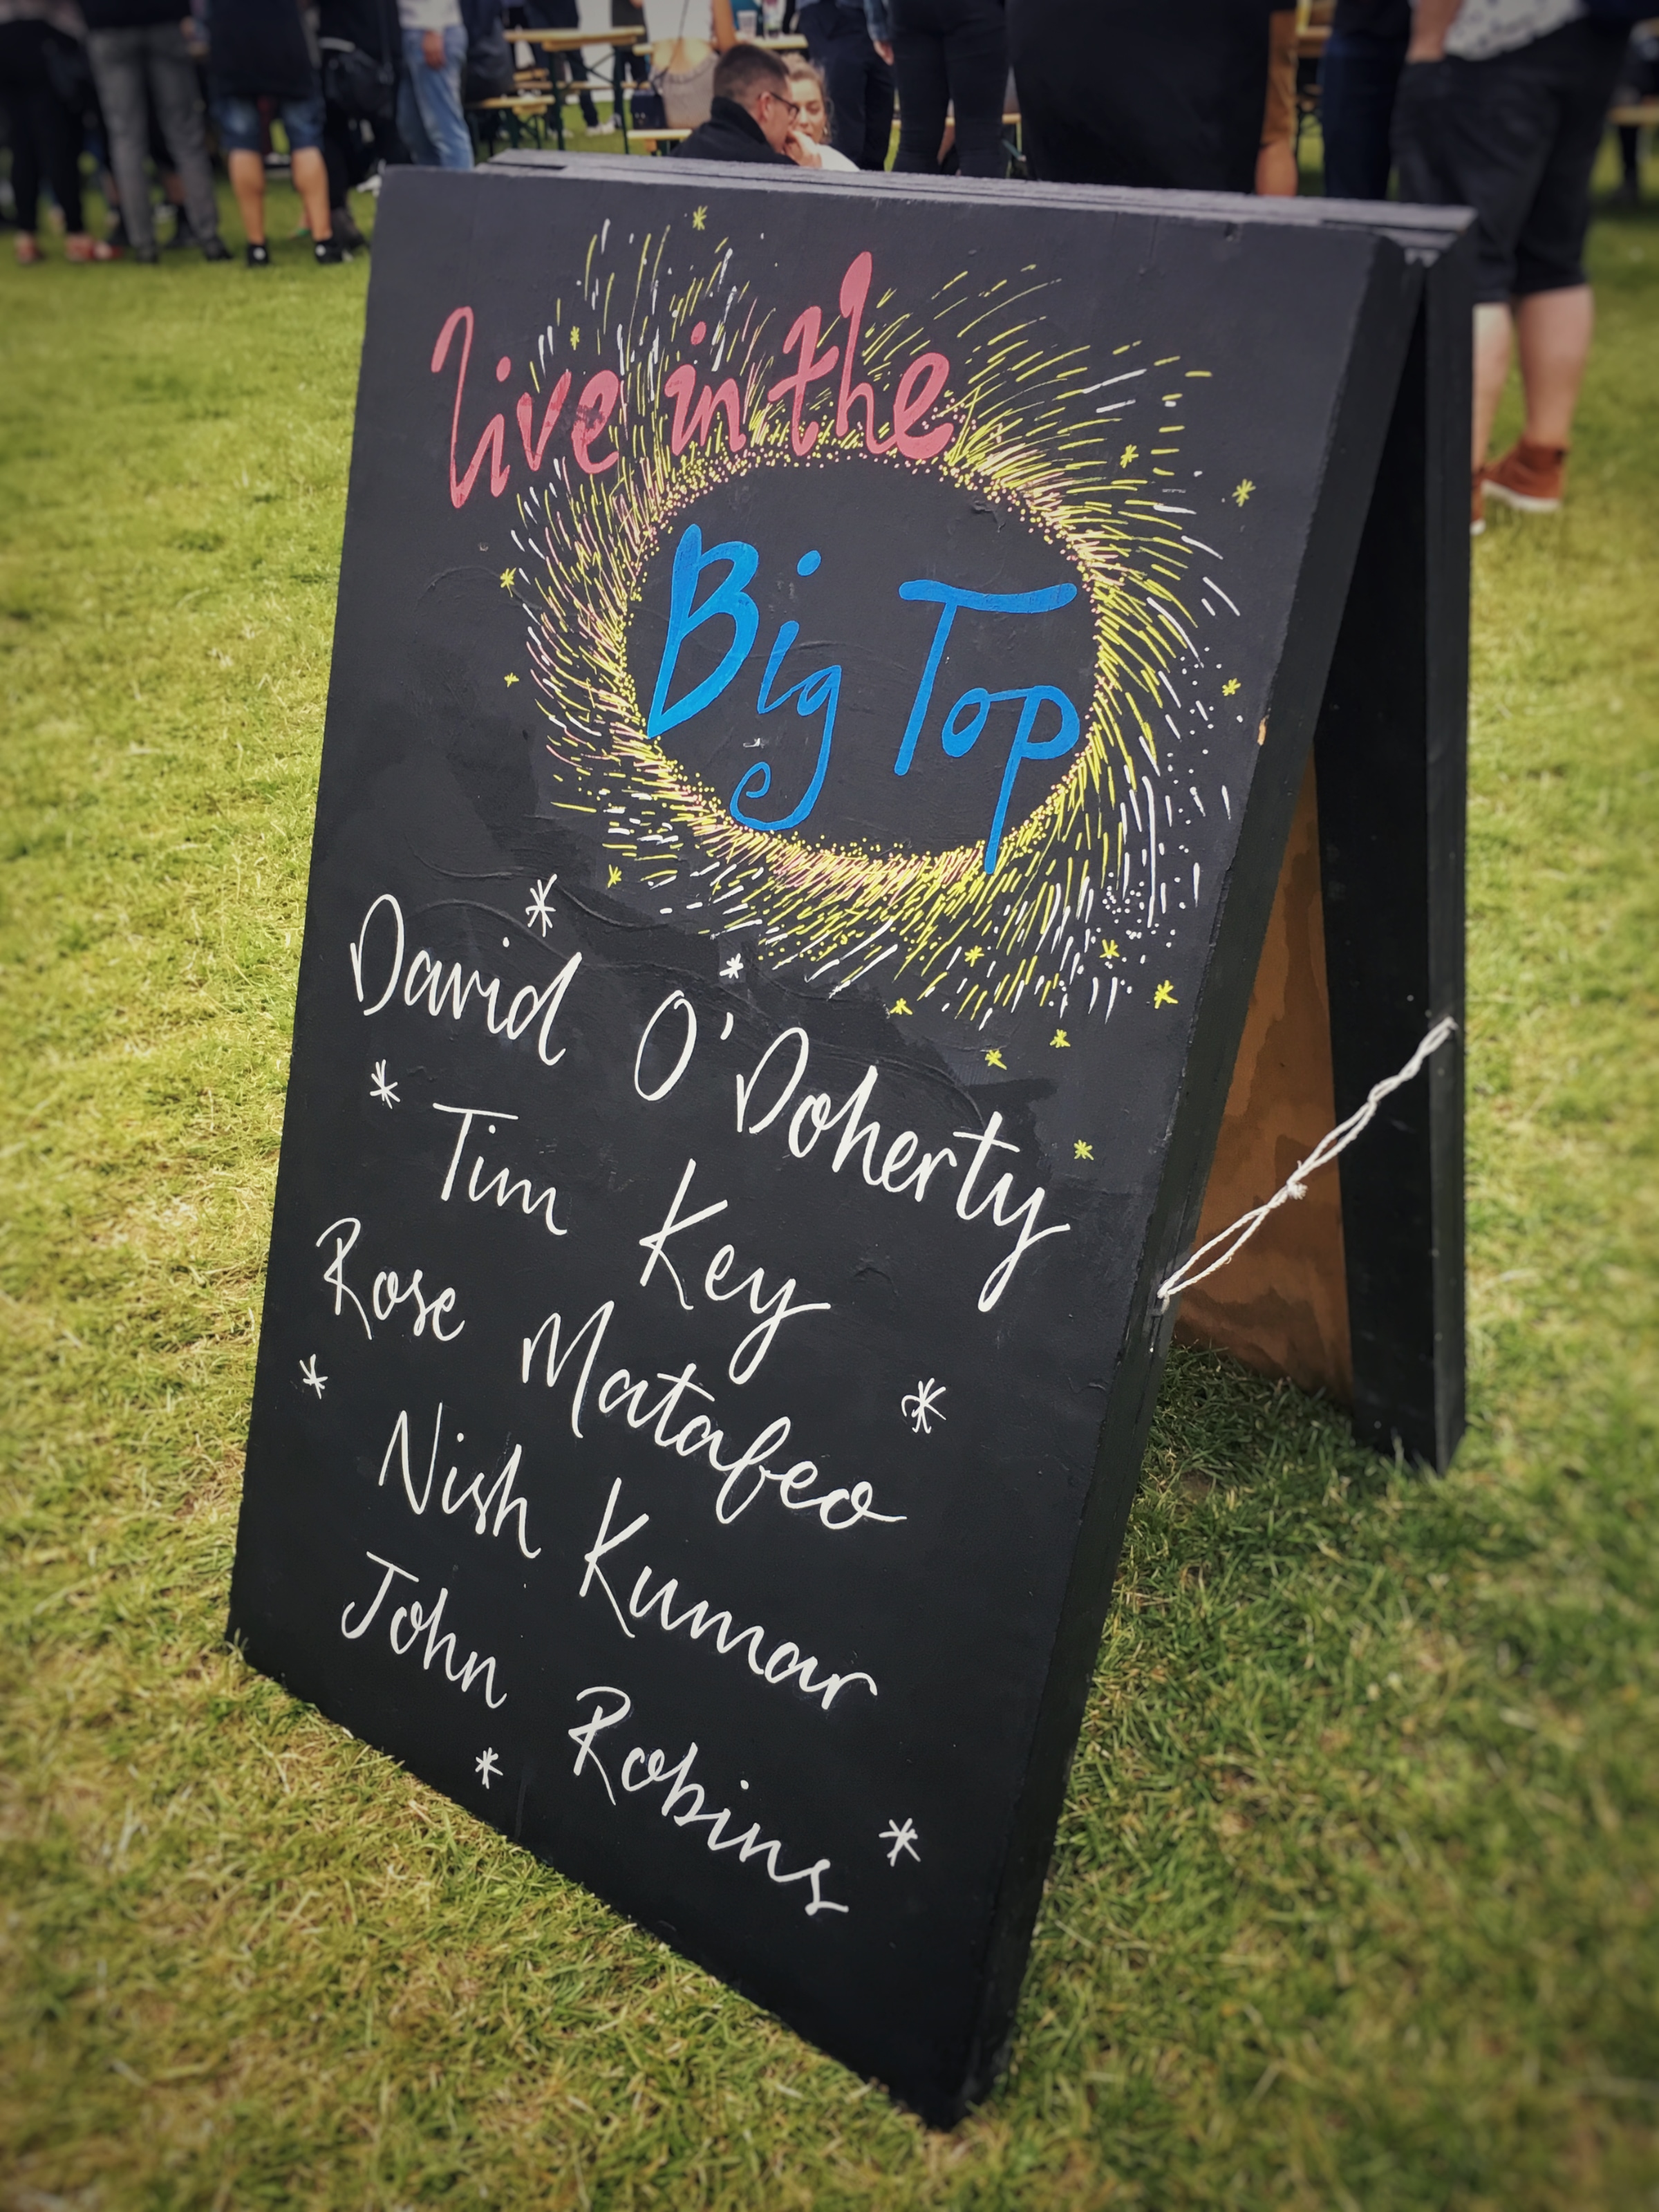 Live in the
Big Top
David O'Doherty
Tim Key
Rose Matafeo
Nish Kumar
John Robins